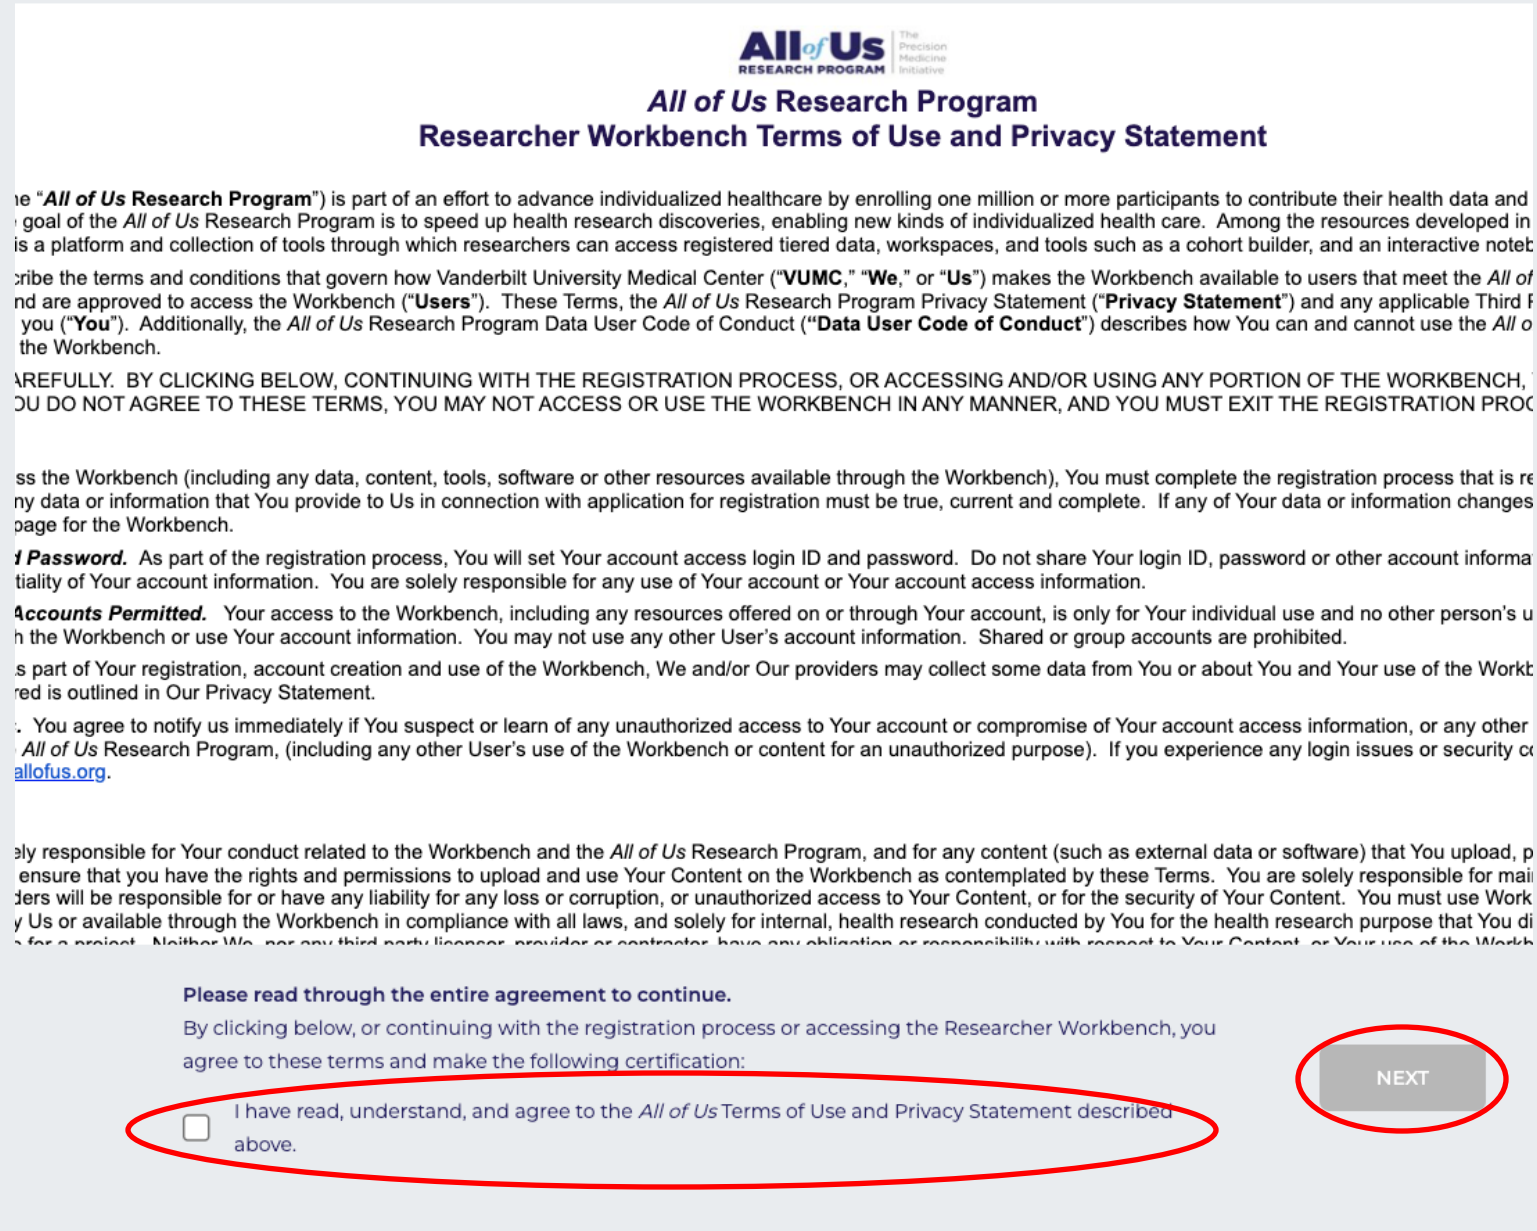 All of Us The Precision Medicine Initiative
RESEARCH PROGRAM
All of Us Research Program
Researcher Workbench Terms of Use and Privacy Statement
“All of Us Research Program”) is part of an effort to advance individualized healthcare by enrolling one million or more participants to contribute their health data and
goal of the All of Us Research Program is to speed up health research discoveries, enabling new kinds of individualized health care. Among the resources developed in
is a platform and collection of tools through which researchers can access registered tiered data, workspaces, and tools such as a cohort builder, and an interactive
the terms and conditions that govern how Vanderbilt University Medical Center (“VUMC,” “We,” or “Us”) makes the Workbench available to users that meet the All of
are approved to access the Workbench (“Users”). These Terms, the All of Us Research Program Privacy Statement (“Privacy Statement”) and any applicable Third
you (“You”). Additionally, the All of Us Research Program Data User Code of Conduct (“Data User Code of Conduct”) describes how You can and cannot use the All
the Workbench.
BY CLICKING BELOW, CONTINUING WITH THE REGISTRATION PROCESS, OR ACCESSING AND/OR USING ANY PORTION OF THE WORKBENCH,
DO NOT AGREE TO THESE TERMS, YOU MAY NOT ACCESS OR USE THE WORKBENCH IN ANY MANNER, AND YOU MUST EXIT THE REGISTRATION
the Workbench (including any data, content, tools, software or other resources available through the Workbench), You must complete the registration process that is
data or information that You provide to Us in connection with application for registration must be true, current and complete. If any of Your data or information changes
page for the Workbench.
Password. As part of the registration process, You will set Your account access login ID and password. Do not share Your login ID, password or other account
of Your account information. You are solely responsible for any use of Your account or Your account access information.
Accounts Permitted. Your access to the Workbench, including any resources offered on or through Your account, is only for Your individual use and no other person’s
the Workbench or use Your account information. You may not use any other User’s account information. Shared or group accounts are prohibited.
part of Your registration, account creation and use of the Workbench, We and/or Our providers may collect some data from You or about You and Your use of the
is outlined in Our Privacy Statement.
. You agree to notify us immediately if You suspect or learn of any unauthorized access to Your account or compromise of Your account access information, or any other
All of Us Research Program, (including any other User’s use of the Workbench or content for an unauthorized purpose). If you experience any login issues or security
allofus.org.
responsible for Your conduct related to the Workbench and the All of Us Research Program, and for any content (such as external data or software) that You upload,
ensure that you have the rights and permissions to upload and use Your Content on the Workbench as contemplated by these Terms. You are solely responsible for
will be responsible for or have any liability for any loss or corruption, or unauthorized access to Your Content, or for the security of Your Content. You must use
Us or available through the Workbench in compliance with all laws, and solely for internal, health research conducted by You for the health research purpose that You
for a project. Neither We, nor any third party licensor, provider or contractor, have any obligation or responsibility with respect to Your Content, or Your use of the
Please read through the entire agreement to continue.
By clicking below, or continuing with the registration process or accessing the Researcher Workbench, you
agree to these terms and make the following certification:
NEXT
I have read, understand, and agree to the All of Us Terms of Use and Privacy Statement described
above.